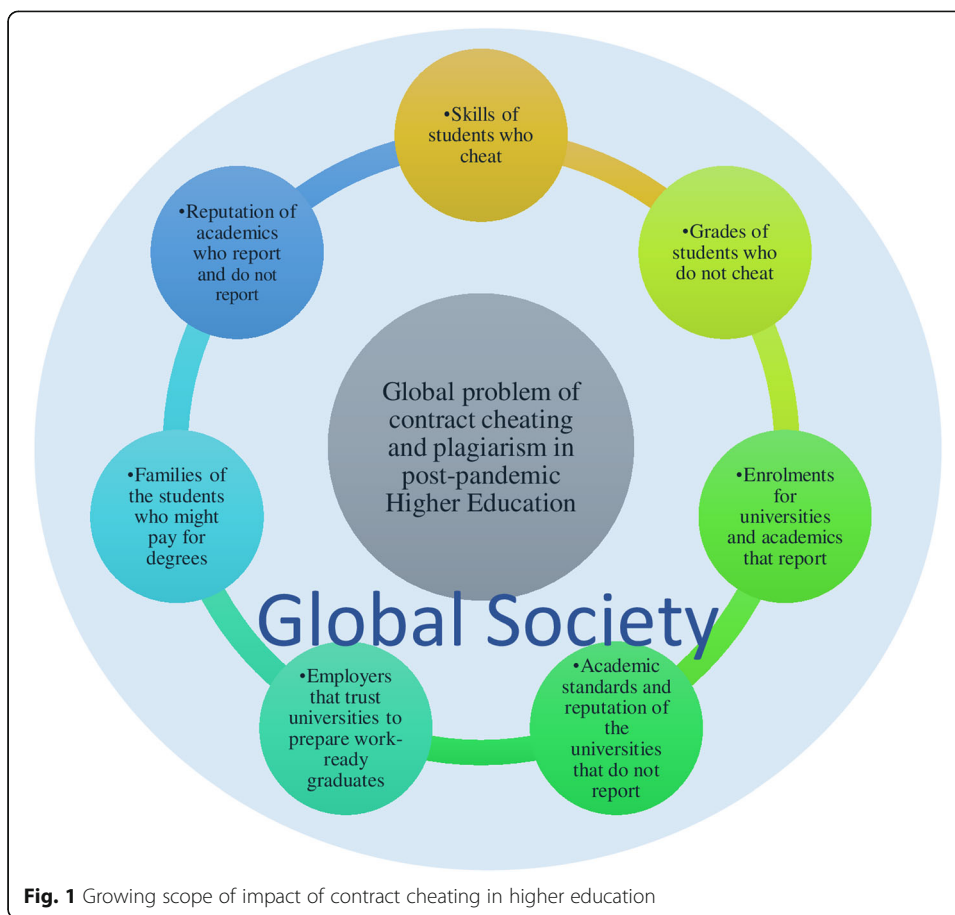 •Skills of
students who
cheat
•Grades of
students who
do not cheat
•Enrolments
for
universities
and academics
that report
•Academic
standards and
reputation of
the
universities
that do not
report
•Employers
that trust
universities to
prepare work-
ready
graduates
•Families of
the students
who might
pay for
degrees
•Reputation of
academics
who report
and do not
report
Global problem of
contract cheating
and plagiarism in
post-pandemic
Higher Education
Global Society
Fig. 1 Growing scope of impact of contract cheating in higher education